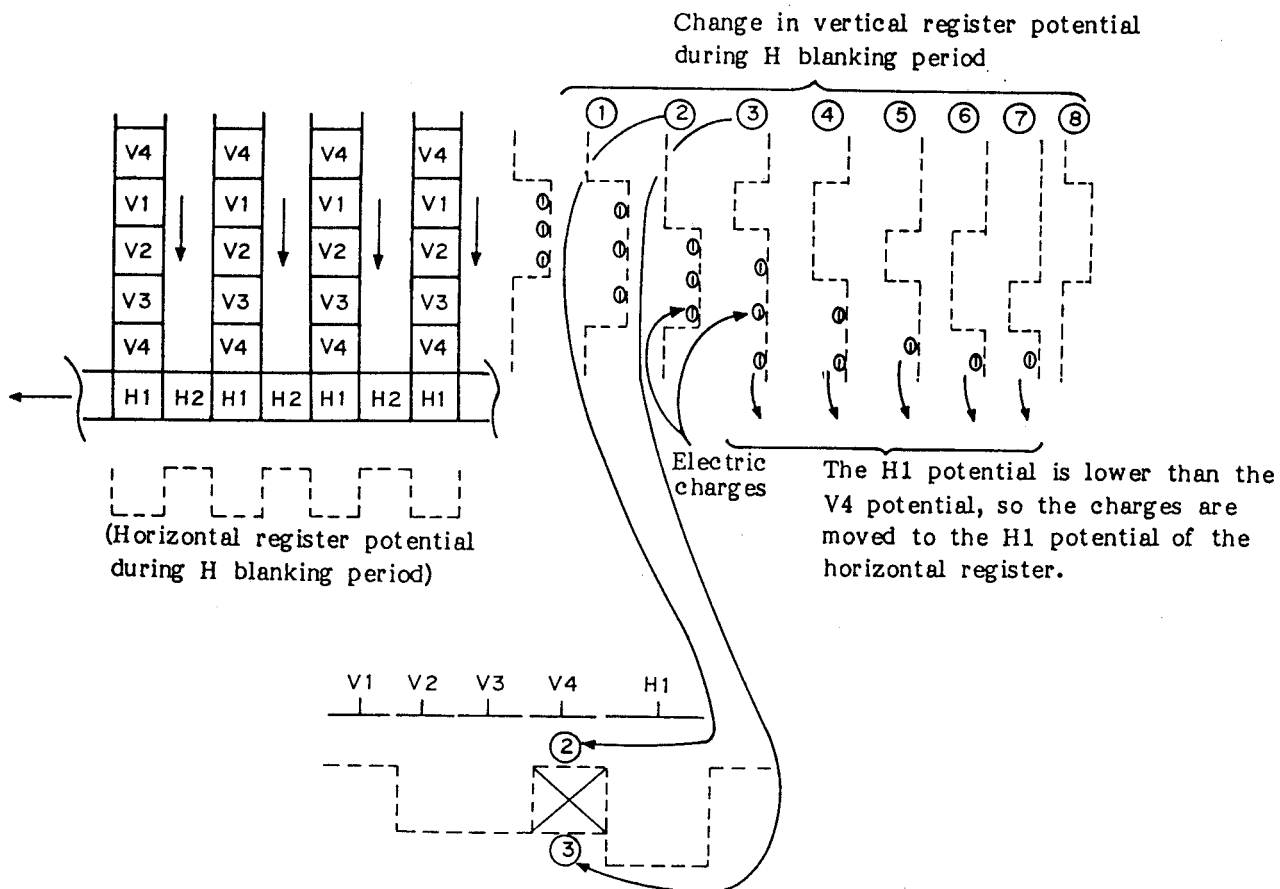 Change in vertical register potential
during H blanking period
① ② ③ ④ ⑤ ⑥ ⑦ ⑧
V4 V4 V4 V4
V1 V1 V1 V1
V2 V2 V2 V2
V3 V3 V3 V3
V4 V4 V4 V4
H1 H2 H1 H2 H1 H2 H1
(Horizontal register potential
during H blanking period)
Electric
charges
The H1 potential is lower than the
V4 potential, so the charges are
moved to the H1 potential of the
horizontal register.
V1 V2 V3 V4 H1
②
③